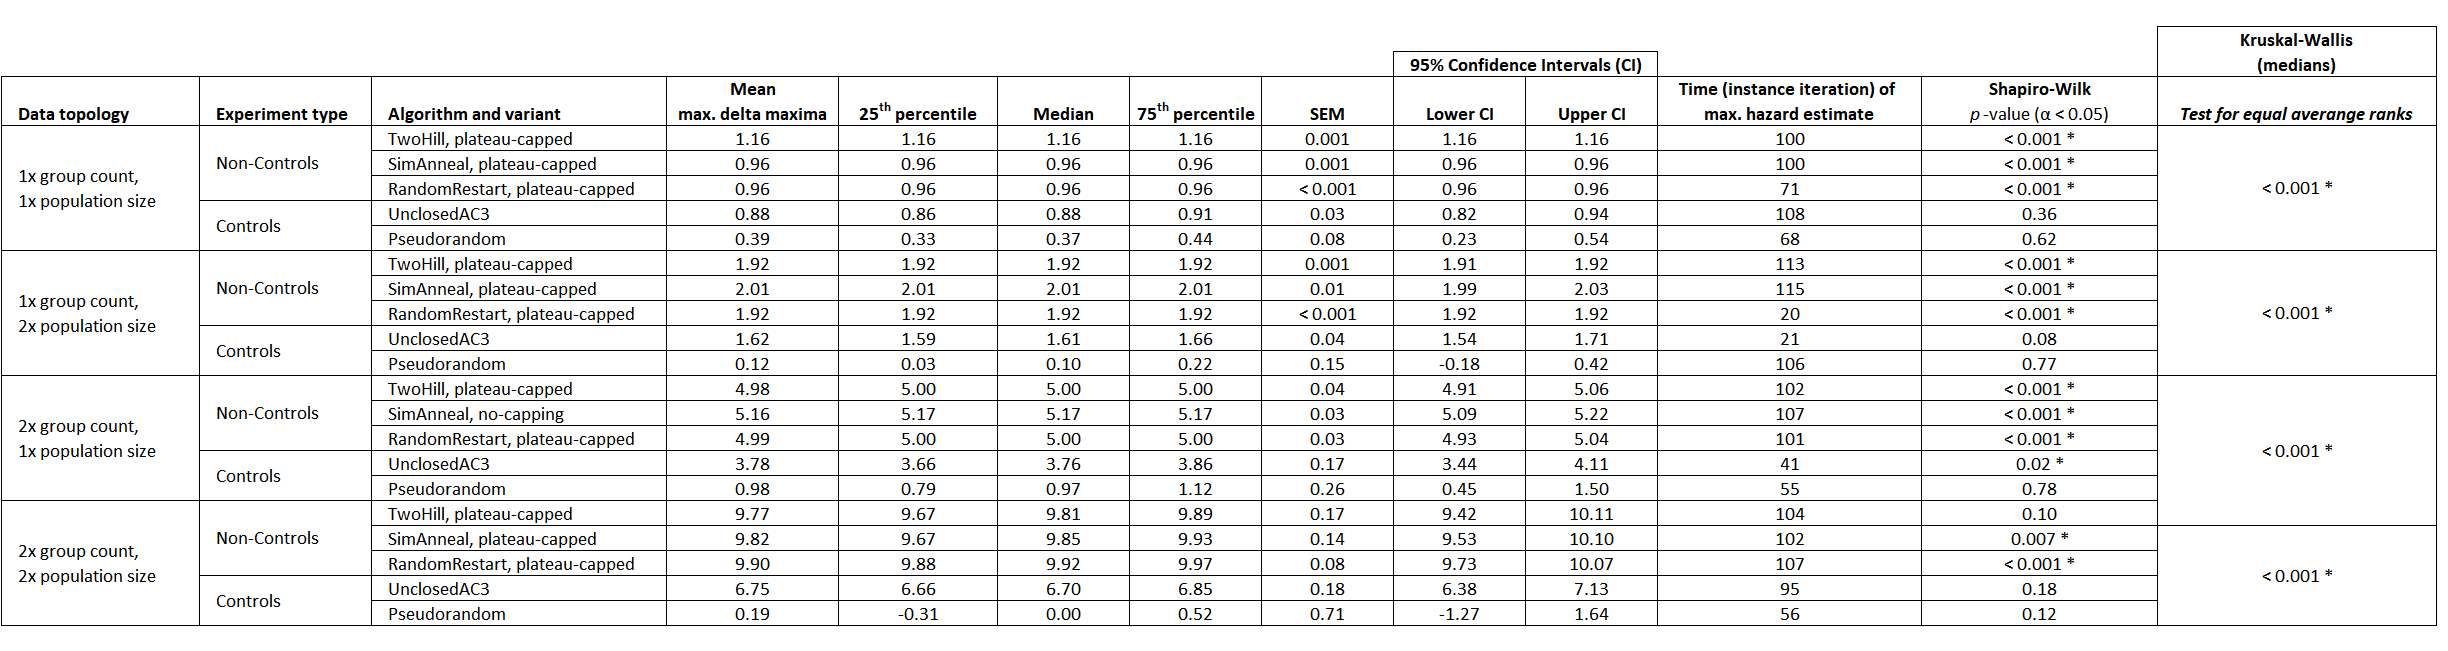 Kruskal-Wallis
(medians)
95% Confidence Intervals (CI)
Data topology Experiment type Algorithm and variant Mean max. delta maxima 25th percentile Median 75th percentile SEM Lower CI Upper CI Time (instance iteration) of max. hazard estimate Shapiro-Wilk p -value (α < 0.05) Test for equal averange ranks
1x group count, 1x population size Non-Controls TwoHill, plateau-capped 1.16 1.16 1.16 1.16 0.001 1.16 1.16 100 < 0.001 * < 0.001 *
SimAnneal, plateau-capped 0.96 0.96 0.96 0.96 0.001 0.96 0.96 100 < 0.001 *
RandomRestart, plateau-capped 0.96 0.96 0.96 0.96 < 0.001 0.96 0.96 71 < 0.001 *
Controls UnclosedAC3 0.88 0.86 0.88 0.91 0.03 0.82 0.94 108 0.36
Pseudorandom 0.39 0.33 0.37 0.44 0.08 0.23 0.54 68 0.62
1x group count, 2x population size Non-Controls TwoHill, plateau-capped 1.92 1.92 1.92 1.92 0.001 1.91 1.92 113 < 0.001 * < 0.001 *
SimAnneal, plateau-capped 2.01 2.01 2.01 2.01 0.01 1.99 2.03 115 < 0.001 *
RandomRestart, plateau-capped 1.92 1.92 1.92 1.92 < 0.001 1.92 1.92 20 < 0.001 *
Controls UnclosedAC3 1.62 1.59 1.61 1.66 0.04 1.54 1.71 21 0.08
Pseudorandom 0.12 0.03 0.10 0.22 0.15 -0.18 0.42 106 0.77
2x group count, 1x population size Non-Controls TwoHill, plateau-capped 4.98 5.00 5.00 5.00 0.04 4.91 5.06 102 < 0.001 * < 0.001 *
SimAnneal, no-capping 5.16 5.17 5.17 5.17 0.03 5.09 5.22 107 < 0.001 *
RandomRestart, plateau-capped 4.99 5.00 5.00 5.00 0.03 4.93 5.04 101 < 0.001 *
Controls UnclosedAC3 3.78 3.66 3.76 3.86 0.17 3.44 4.11 41 0.02 *
Pseudorandom 0.98 0.79 0.97 1.12 0.26 0.45 1.50 55 0.78
2x group count, 2x population size Non-Controls TwoHill, plateau-capped 9.77 9.67 9.81 9.89 0.17 9.42 10.11 104 0.10 < 0.001 *
SimAnneal, plateau-capped 9.82 9.67 9.85 9.93 0.14 9.53 10.10 102 0.007 *
RandomRestart, plateau-capped 9.90 9.88 9.92 9.97 0.08 9.73 10.07 107 < 0.001 *
Controls UnclosedAC3 6.75 6.66 6.70 6.85 0.18 6.38 7.13 95 0.18
Pseudorandom 0.19 -0.31 0.00 0.52 0.71 -1.27 1.64 56 0.12